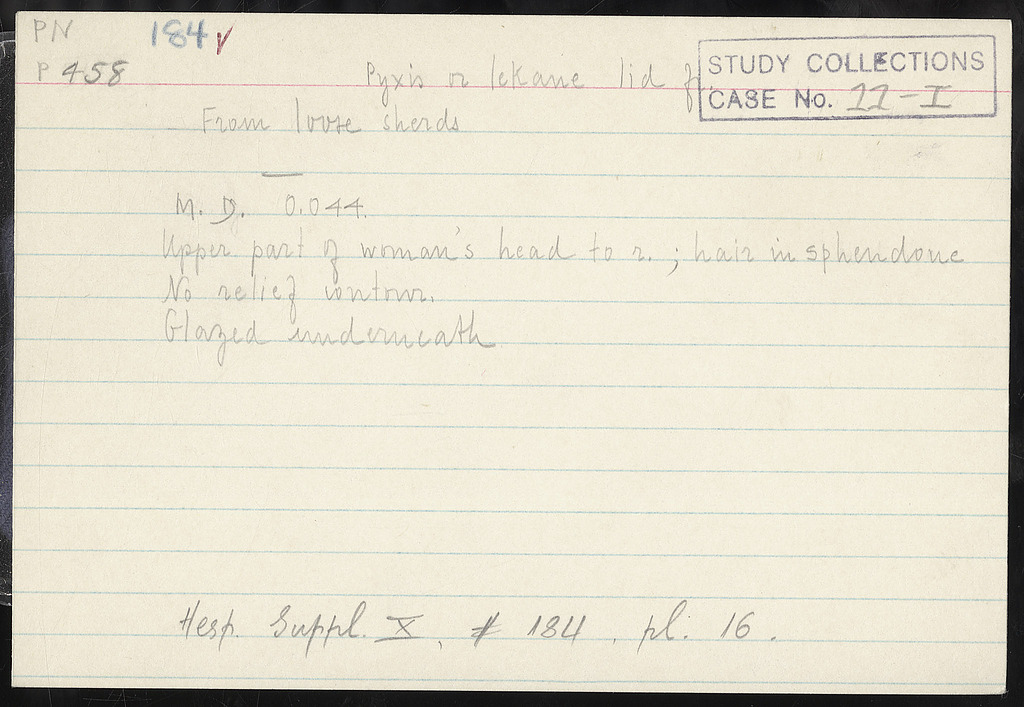 PN 184 ✓
P 458 Pyxis or lekane lid f
STUDY COLLECTIONS
CASE No. 11-I
From loose sherds
M. D. 0.044.
Upper part of woman's head to r. ; hair in sphendone
No relief contour.
Glazed underneath
Hesp. Suppl. X, # 184, pl. 16.